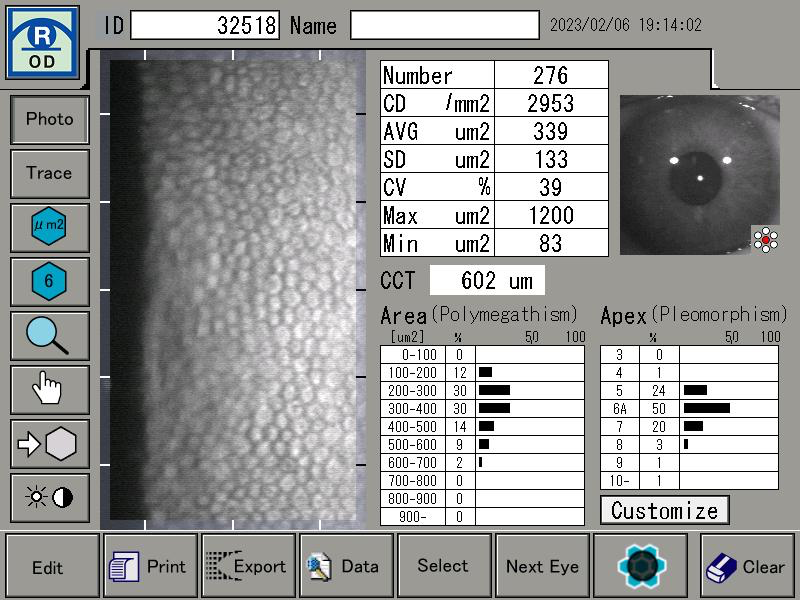 R
OD
ID 32518 Name 2023/02/06 19:14:02
Photo
Trace
μm2
6
Number 276
CD /mm2 2953
AVG um2 339
SD um2 133
CV % 39
Max um2 1200
Min um2 83
CCT 602 um
Area (Polymegathism)
[um2] % 50 100
0-100 0
100-200 12
200-300 30
300-400 30
400-500 14
500-600 9
600-700 2
700-800 0
800-900 0
900- 0
Apex (Pleomorphism)
% 50 100
3 0
4 1
5 24
6A 50
7 20
8 3
9 1
10- 1
Customize
Edit Print Export Data Select Next Eye Clear